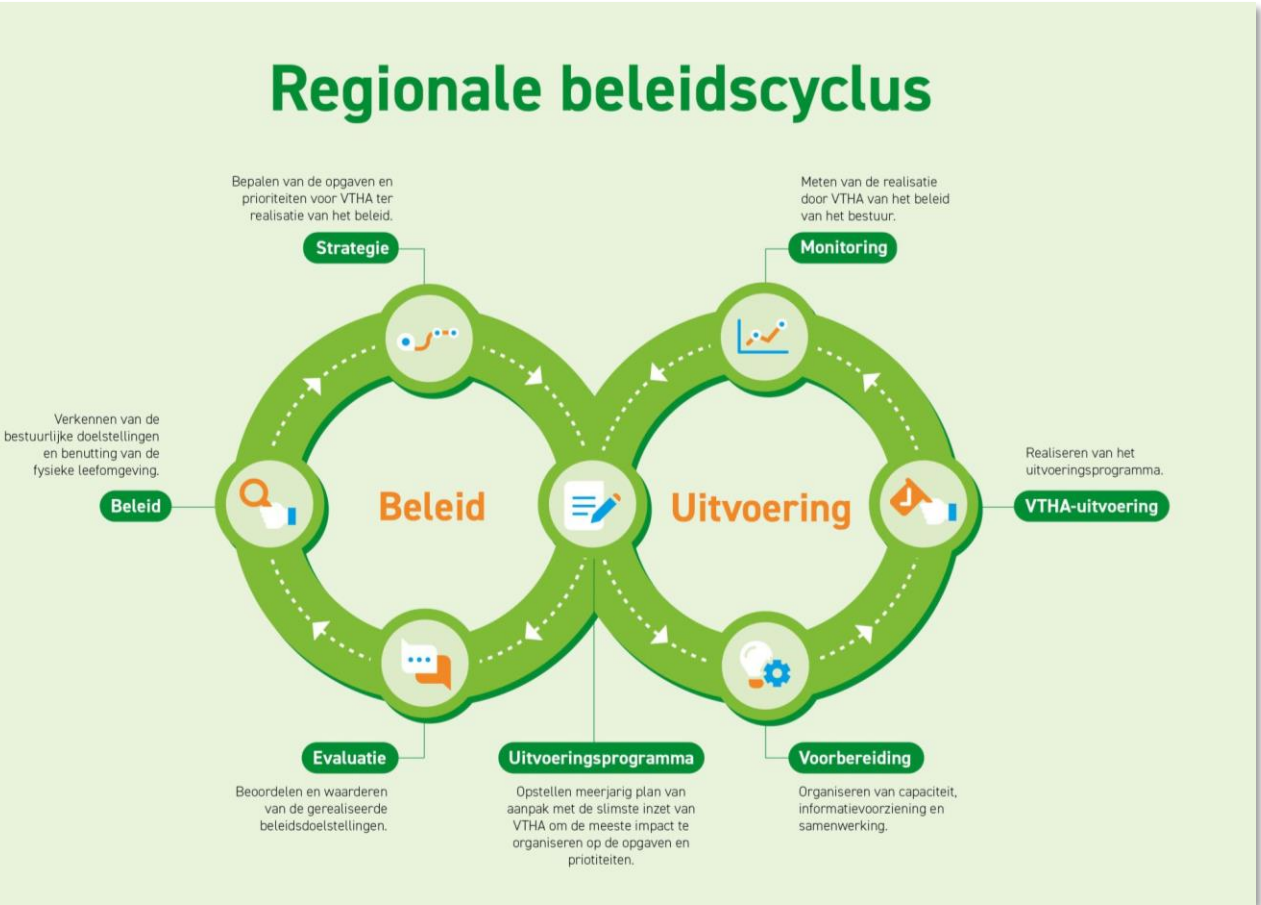 Regionale beleidscyclus
Bepalen van de opgaven en
prioriteiten voor VTHA ter
realisatie van het beleid.
Strategie
Meten van de realisatie
door VTHA van het beleid
van het bestuur.
Monitoring
Verkennen van de
bestuurlijke doelstellingen
en benutting van de
fysieke leefomgeving.
Beleid
Beleid
Uitvoering
Realiseren van het
uitvoeringsprogramma.
VTHA-uitvoering
Evaluatie
Beoordelen en waarderen
van de gerealiseerde
beleidsdoelstellingen.
Uitvoeringsprogramma
Opstellen meerjarig plan van
aanpak met de slimste inzet van
VTHA om de meeste impact te
organiseren op de opgaven en
priotiteiten.
Voorbereiding
Organiseren van capaciteit,
informatievoorziening en
samenwerking.